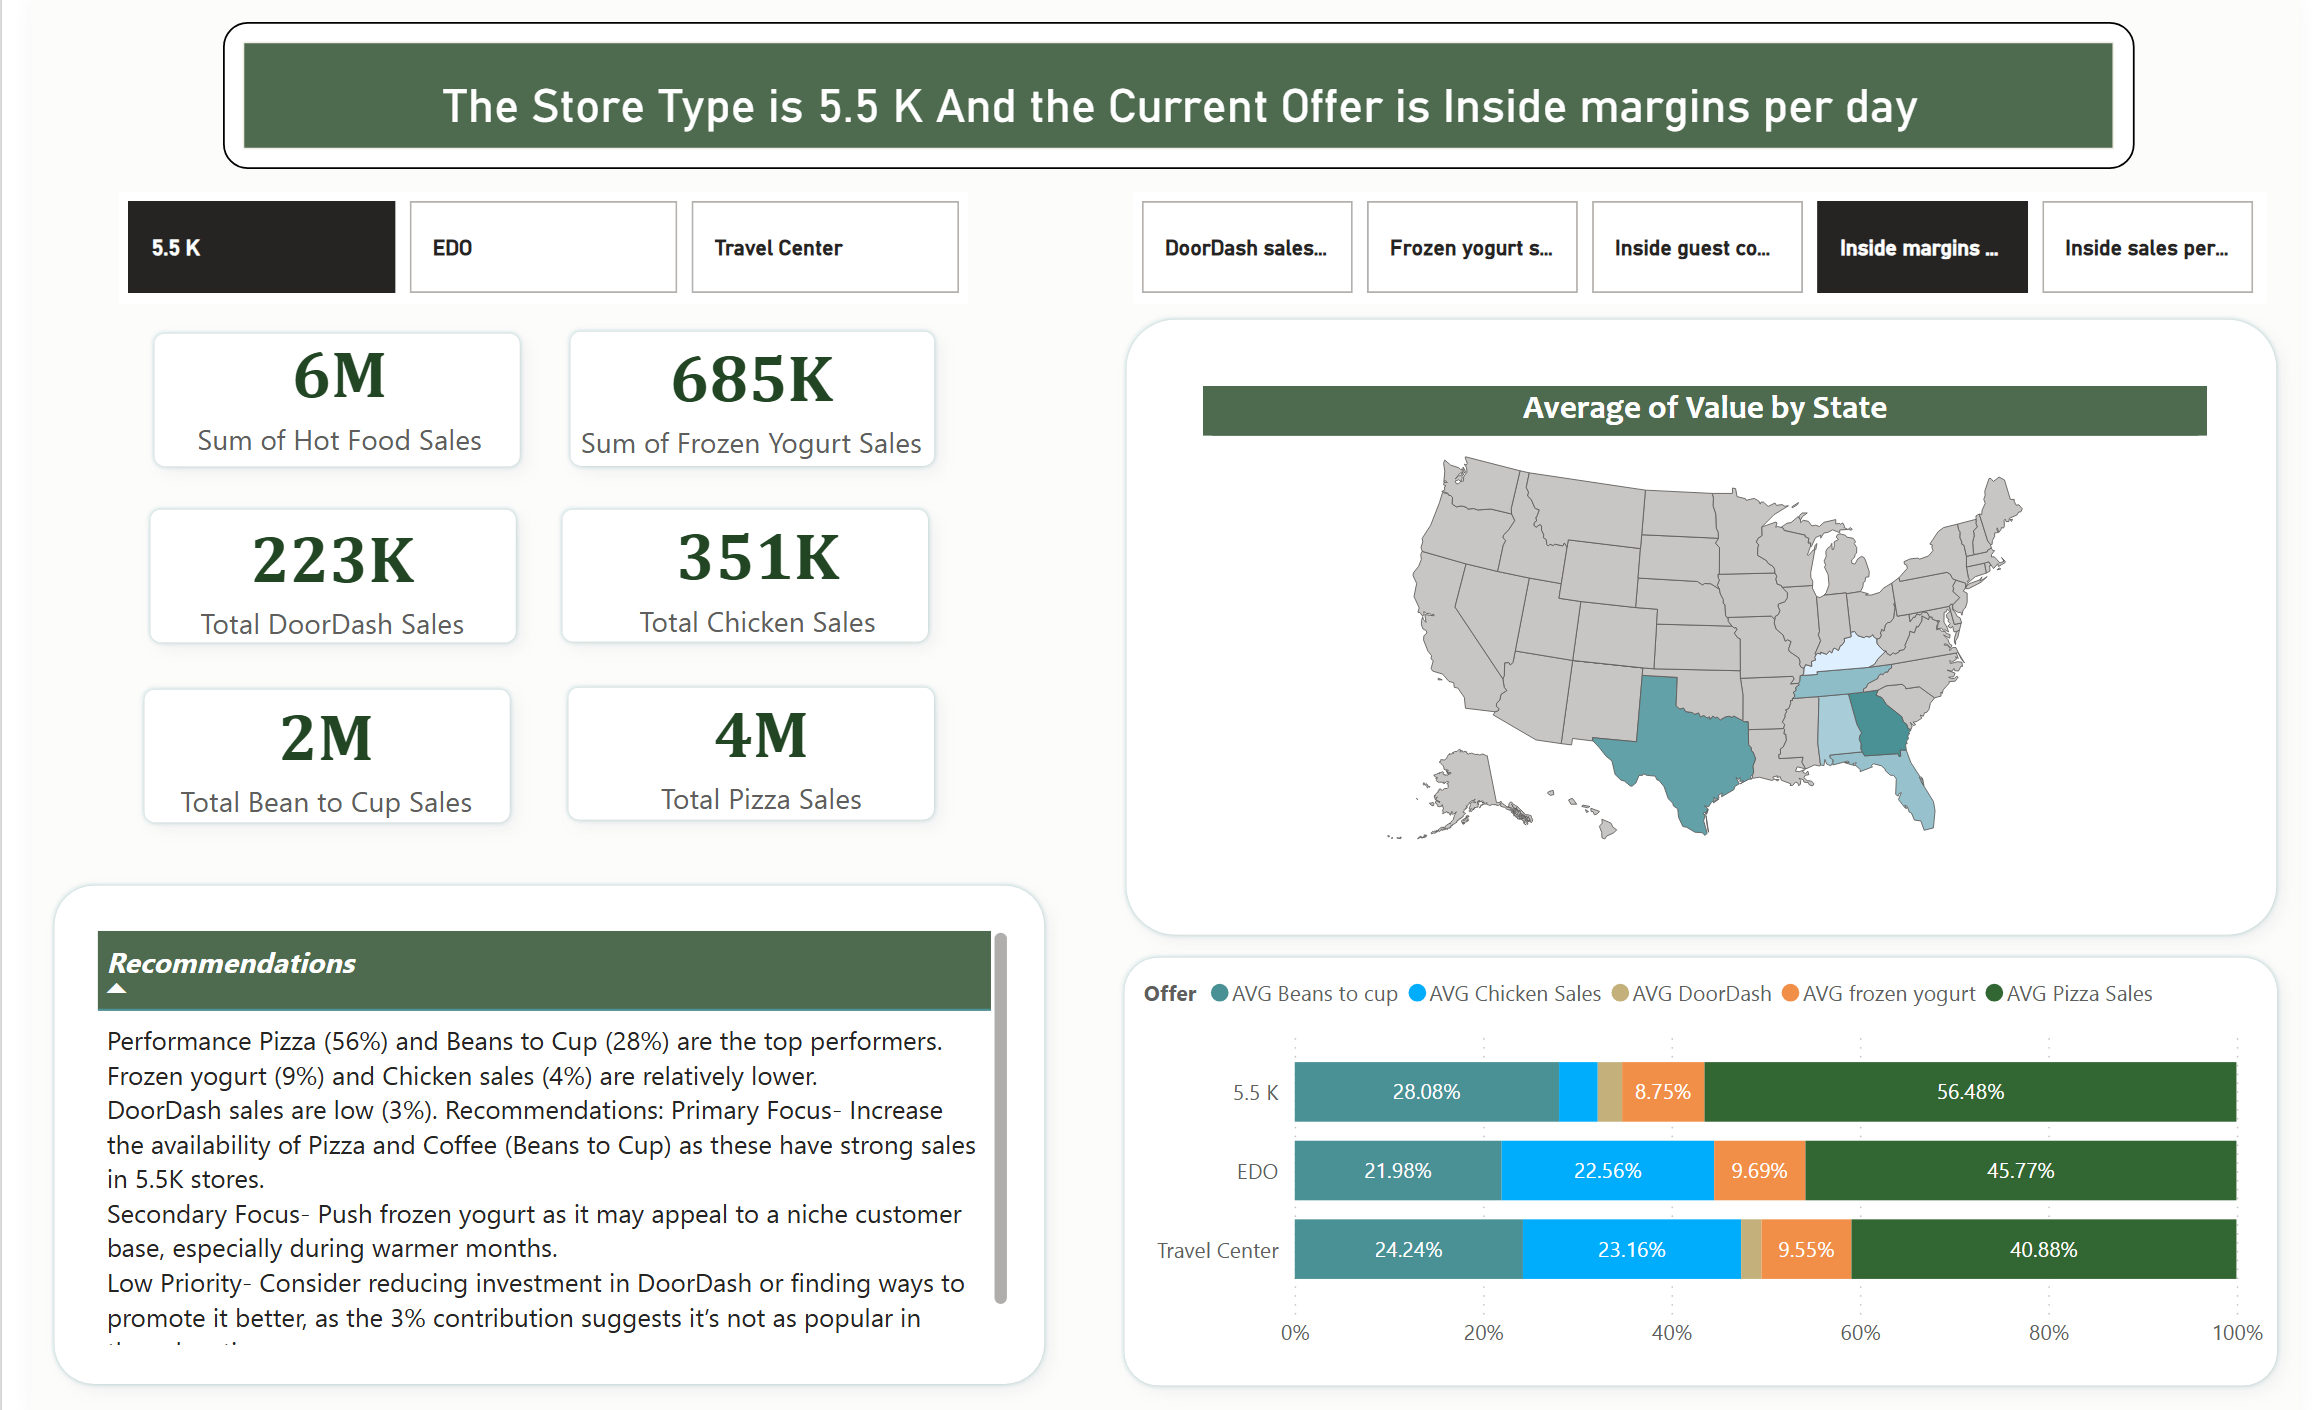 The Store Type is 5.5 K And the Current Offer is Inside margins per day
5.5 K
EDO
Travel Center
DoorDash sales...
Frozen yogurt s...
Inside guest co...
Inside margins ...
Inside sales per...
6M
Sum of Hot Food Sales
685K
Sum of Frozen Yogurt Sales
223K
Total DoorDash Sales
351K
Total Chicken Sales
2M
Total Bean to Cup Sales
4M
Total Pizza Sales
Average of Value by State
Recommendations
Performance Pizza (56%) and Beans to Cup (28%) are the top performers.
Frozen yogurt (9%) and Chicken sales (4%) are relatively lower.
DoorDash sales are low (3%). Recommendations: Primary Focus- Increase
the availability of Pizza and Coffee (Beans to Cup) as these have strong sales
in 5.5K stores.
Secondary Focus- Push frozen yogurt as it may appeal to a niche customer
base, especially during warmer months.
Low Priority- Consider reducing investment in DoorDash or finding ways to
promote it better, as the 3% contribution suggests it’s not as popular in
Offer AVG Beans to cup AVG Chicken Sales AVG DoorDash AVG frozen yogurt AVG Pizza Sales
5.5 K 28.08% 8.75% 56.48%
EDO 21.98% 22.56% 9.69% 45.77%
Travel Center 24.24% 23.16% 9.55% 40.88%
0% 20% 40% 60% 80% 100%